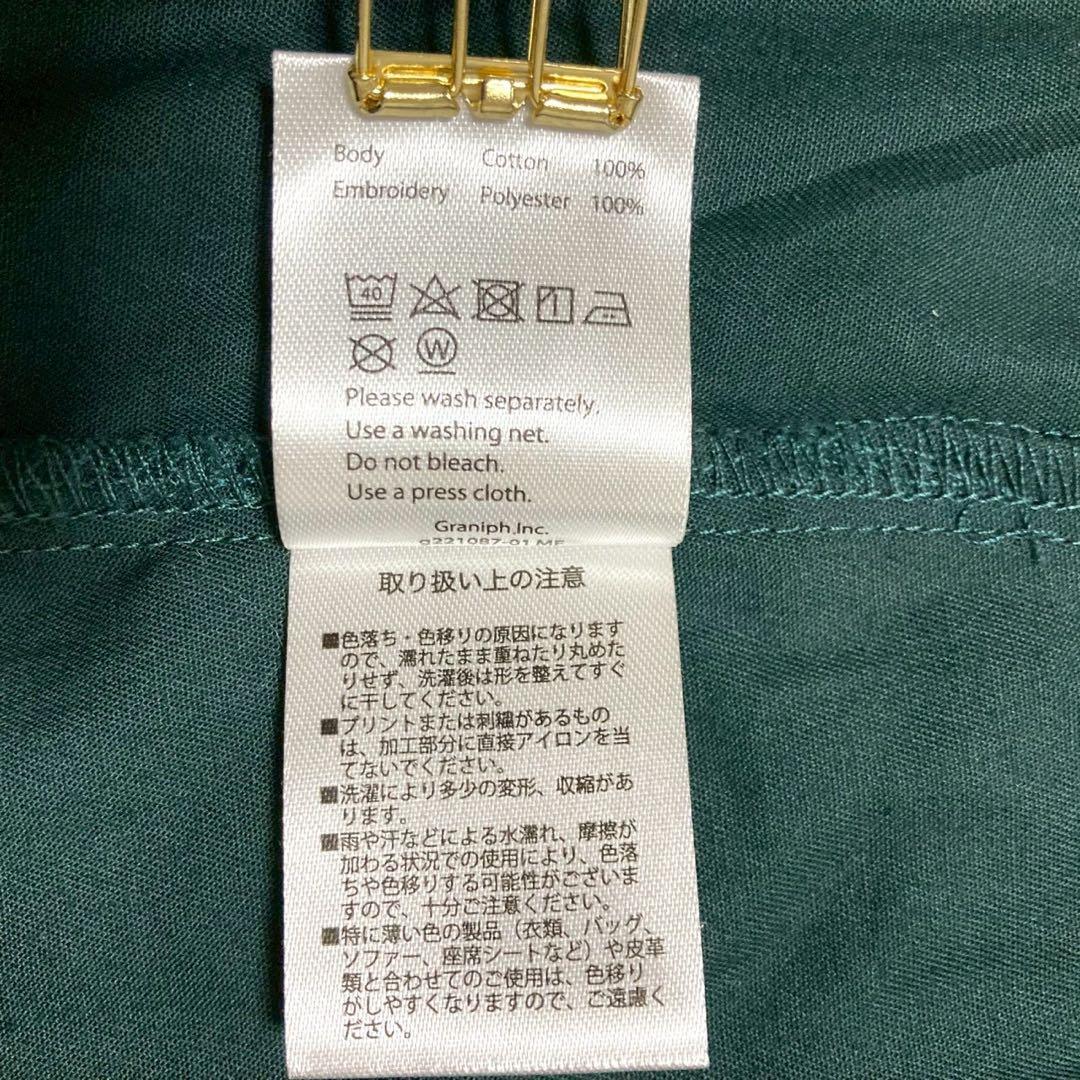 Body Cotton 100%
Embroidery Polyester 100%
40
W
Please wash separately.
Use a washing net.
Do not bleach.
Use a press cloth.
Graniph,Inc.
g221087-01 MF
取り扱い上の注意
■色落ち・色移りの原因になります
ので、濡れたまま重ねたり丸めた
りせず、洗濯後は形を整えてすぐ
に干してください。
■プリントまたは刺繍があるもの
は、加工部分に直接アイロンを当
てないでください。
■洗濯により多少の変形、収縮があ
ります。
■雨や汗などによる水濡れ、摩擦が
加わる状況での使用により、色落
ちや色移りする可能性がございま
すので、十分ご注意ください。
■特に薄い色の製品（衣類、バッグ、
ソファー、座席シートなど）や皮革
類と合わせてのご使用は、色移り
がしやすくなりますので、ご遠慮く
ださい。